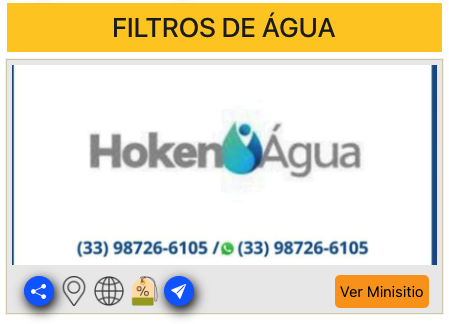 FILTROS DE ÁGUA
Hoken Água
(33) 98726-6105 / (33) 98726-6105
%
Ver Minisitio